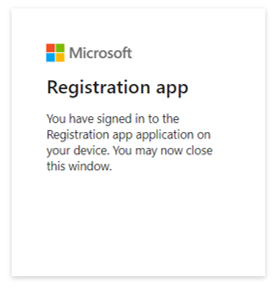 Microsoft
Registration app
You have signed in to the
Registration app application on
your device. You may now close
this window.